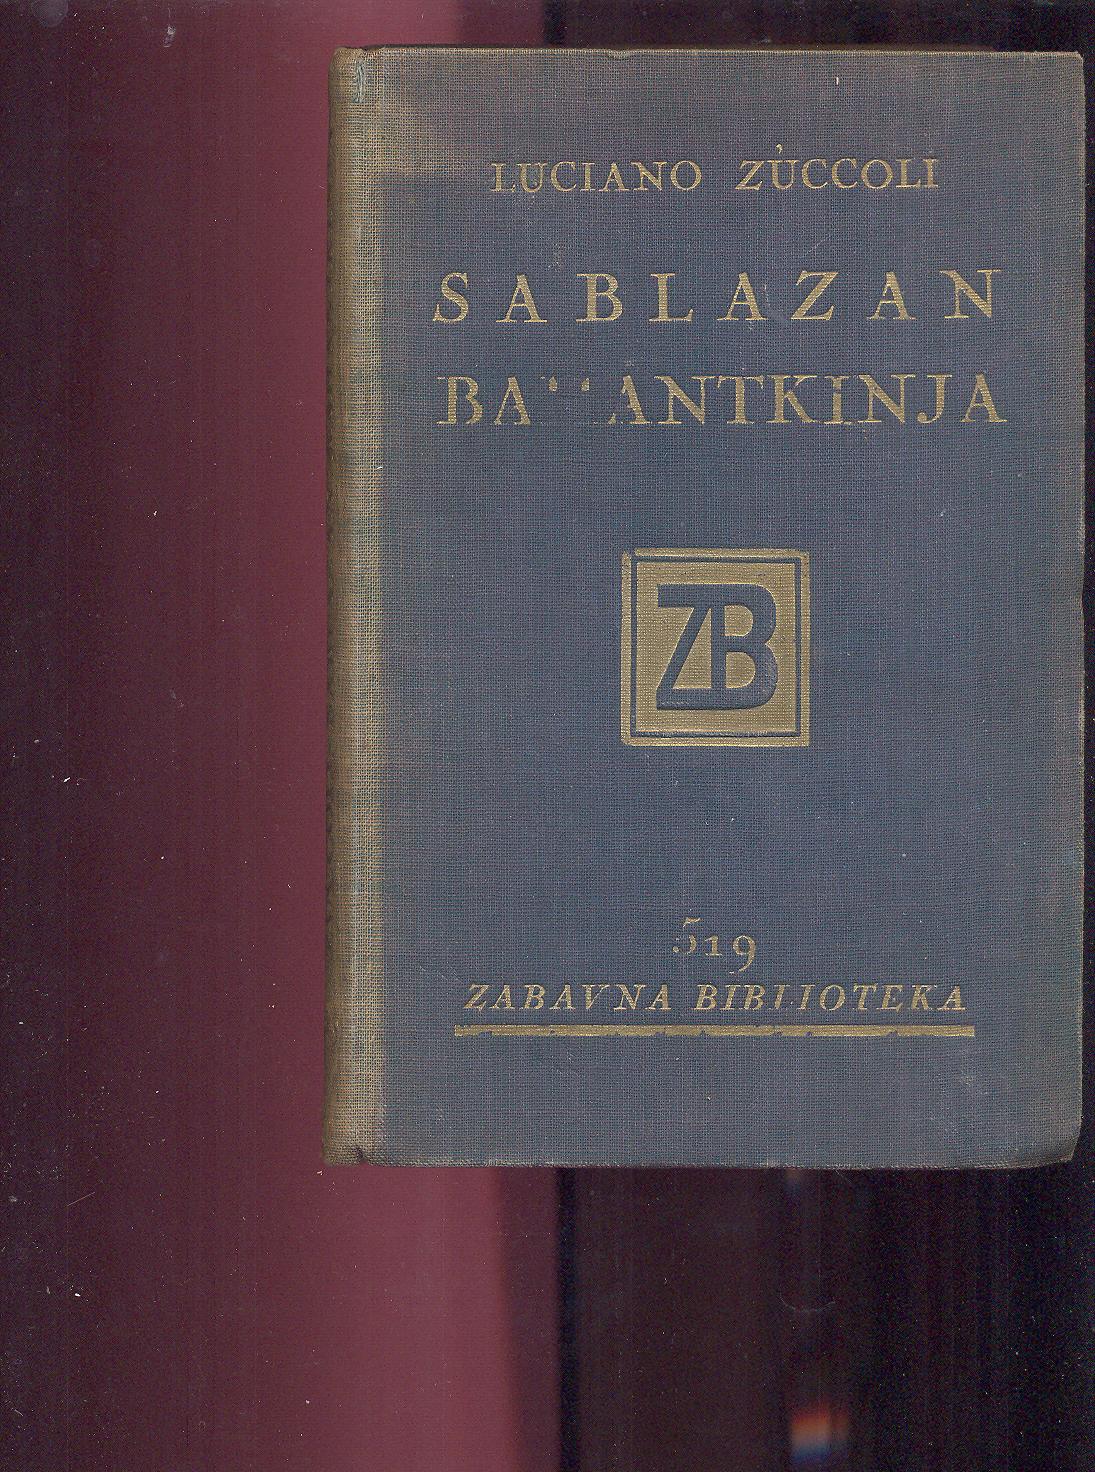 LUCIANO ZÙCCOLI
SABLAZAN
ZB
519
ZABAVNA BIBLIOTEKA